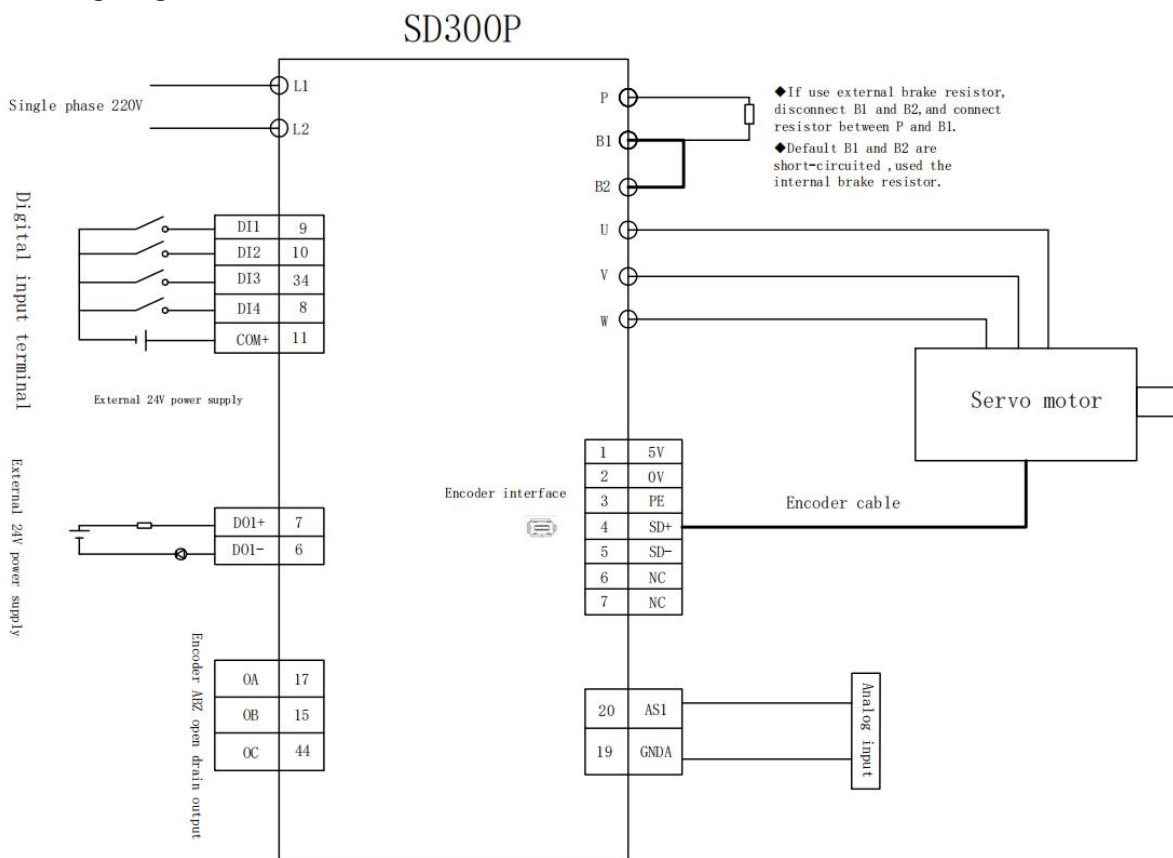 SD300P
Single phase 220V
L1
L2
Digital input terminal
DI1 9
DI2 10
DI3 34
DI4 8
COM+ 11
External 24V power supply
External 24V power supply
DO1+ 7
DO1- 6
Encoder ABZ open drain output
OA 17
OB 15
OC 44
P
B1
B2
◆If use external brake resistor,
disconnect B1 and B2,and connect
resistor between P and B1.
◆Default B1 and B2 are
short-circuited ,used the
internal brake resistor.
U
V
W
Servo motor
Encoder interface
1 5V
2 0V
3 PE
4 SD+
5 SD-
6 NC
7 NC
Encoder cable
20 AS1
19 GNDA
Analog input